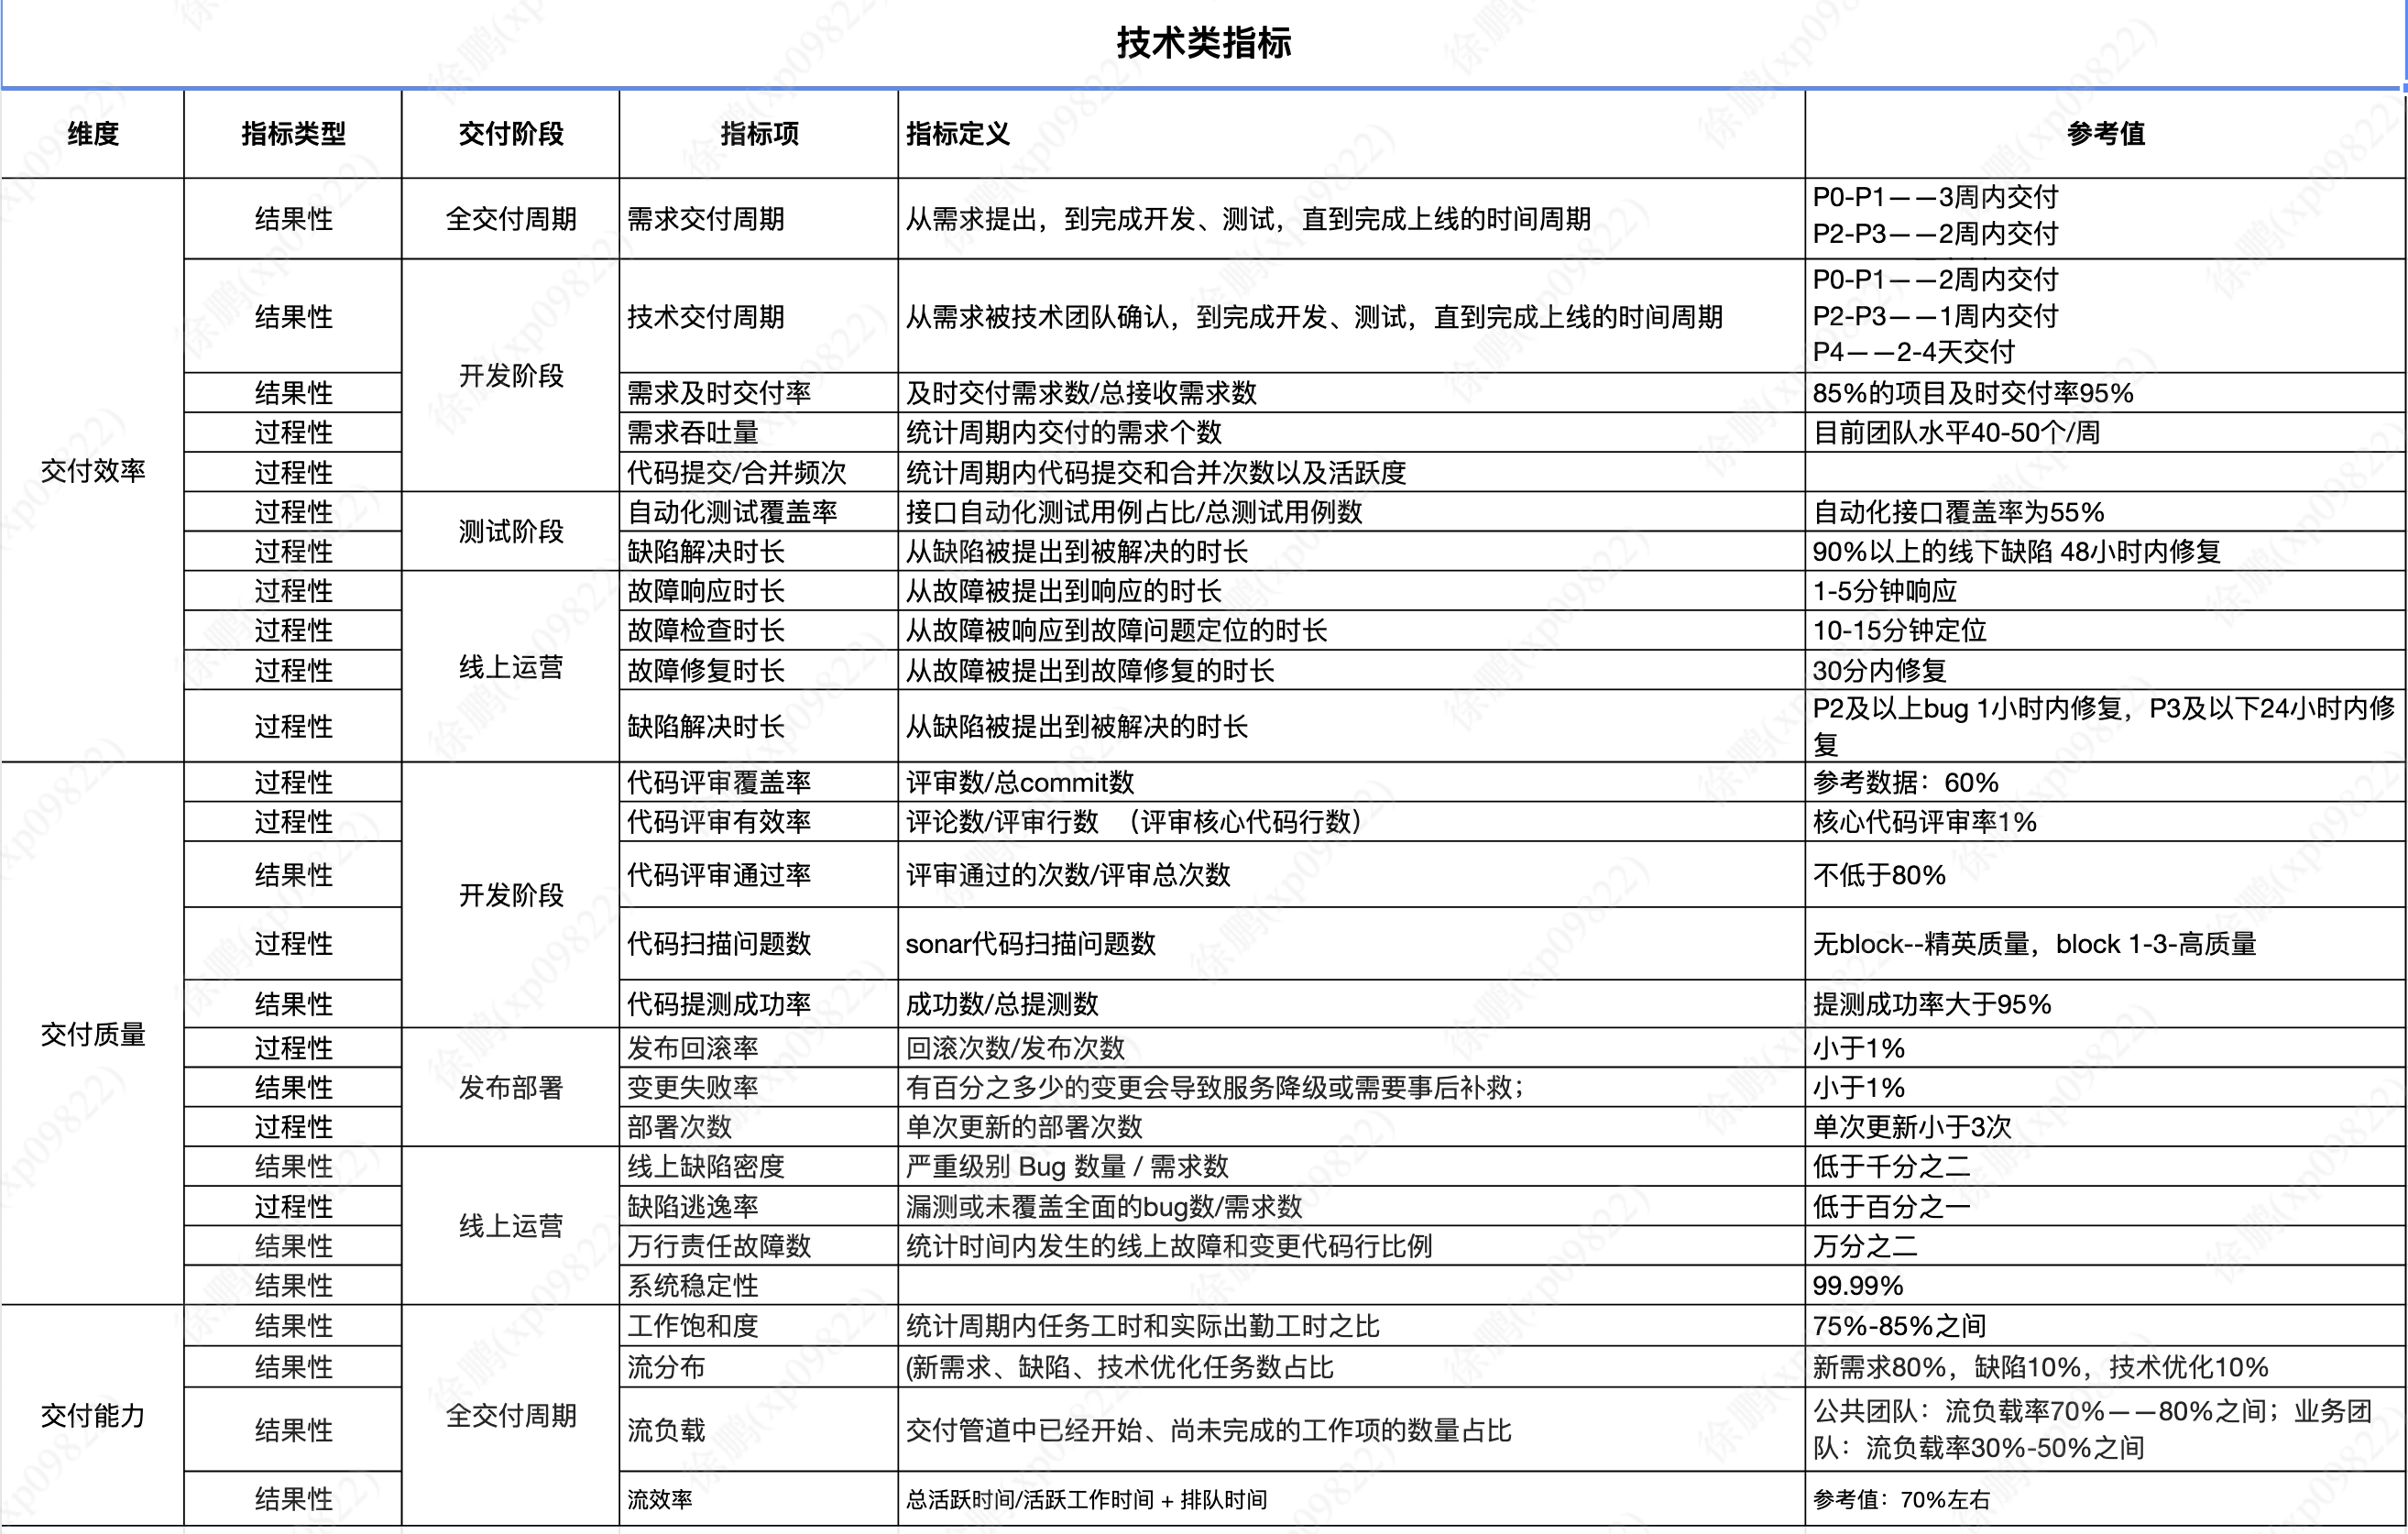 技术类指标
维度 指标类型 交付阶段 指标项 指标定义 参考值
交付效率
结果性 全交付周期 需求交付周期 从需求提出，到完成开发、测试，直到完成上线的时间周期 P0-P1——3周内交付
P2-P3——2周内交付
开发阶段
结果性 技术交付周期 从需求被技术团队确认，到完成开发、测试，直到完成上线的时间周期 P0-P1——2周内交付
P2-P3——1周内交付
P4——2-4天交付
结果性 需求及时交付率 及时交付需求数/总接收需求数 85%的项目及时交付率95%
过程性 需求吞吐量 统计周期内交付的需求个数 目前团队水平40-50个/周
过程性 代码提交/合并频次 统计周期内代码提交和合并次数以及活跃度
测试阶段
过程性 自动化测试覆盖率 接口自动化测试用例占比/总测试用例数 自动化接口覆盖率为55%
过程性 缺陷解决时长 从缺陷被提出到被解决的时长 90%以上的线下缺陷 48小时内修复
线上运营
过程性 故障响应时长 从故障被提出到响应的时长 1-5分钟响应
过程性 故障检查时长 从故障被响应到故障问题定位的时长 10-15分钟定位
过程性 故障修复时长 从故障被提出到故障修复的时长 30分内修复
过程性 缺陷解决时长 从缺陷被提出到被解决的时长 P2及以上bug 1小时内修复，P3及以下24小时内修
复
交付质量
开发阶段
过程性 代码评审覆盖率 评审数/总commit数 参考数据：60%
过程性 代码评审有效率 评论数/评审行数 （评审核心代码行数） 核心代码评审率1%
结果性 代码评审通过率 评审通过的次数/评审总次数 不低于80%
过程性 代码扫描问题数 sonar代码扫描问题数 无block--精英质量，block 1-3-高质量
结果性 代码提测成功率 成功数/总提测数 提测成功率大于95%
发布部署
过程性 发布回滚率 回滚次数/发布次数 小于1%
结果性 变更失败率 有百分之多少的变更会导致服务降级或需要事后补救； 小于1%
过程性 部署次数 单次更新的部署次数 单次更新小于3次
线上运营
结果性 线上缺陷密度 严重级别 Bug 数量 / 需求数 低于千分之二
过程性 缺陷逃逸率 漏测或未覆盖全面的bug数/需求数 低于百分之一
结果性 万行责任故障数 统计时间内发生的线上故障和变更代码行比例 万分之二
结果性 系统稳定性 99.99%
交付能力
全交付周期
结果性 工作饱和度 统计周期内任务工时和实际出勤工时之比 75%-85%之间
结果性 流分布 (新需求、缺陷、技术优化任务数占比 新需求80%，缺陷10%，技术优化10%
结果性 流负载 交付管道中已经开始、尚未完成的工作项的数量占比 公共团队：流负载率70%——80%之间；业务团
队：流负载率30%-50%之间
结果性 流效率 总活跃时间/活跃工作时间 + 排队时间 参考值：70%左右
徐鹏(xp09822)